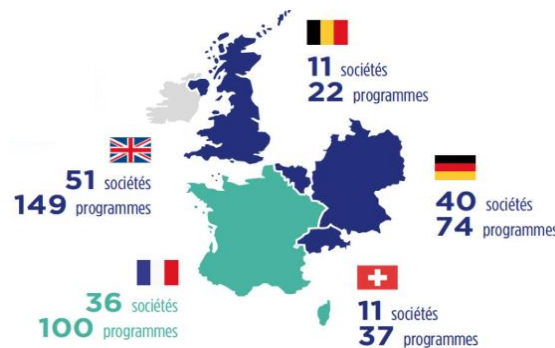 11 sociétés
22 programmes
51 sociétés
149 programmes
40 sociétés
74 programmes
36 sociétés
100 programmes
11 sociétés
37 programmes